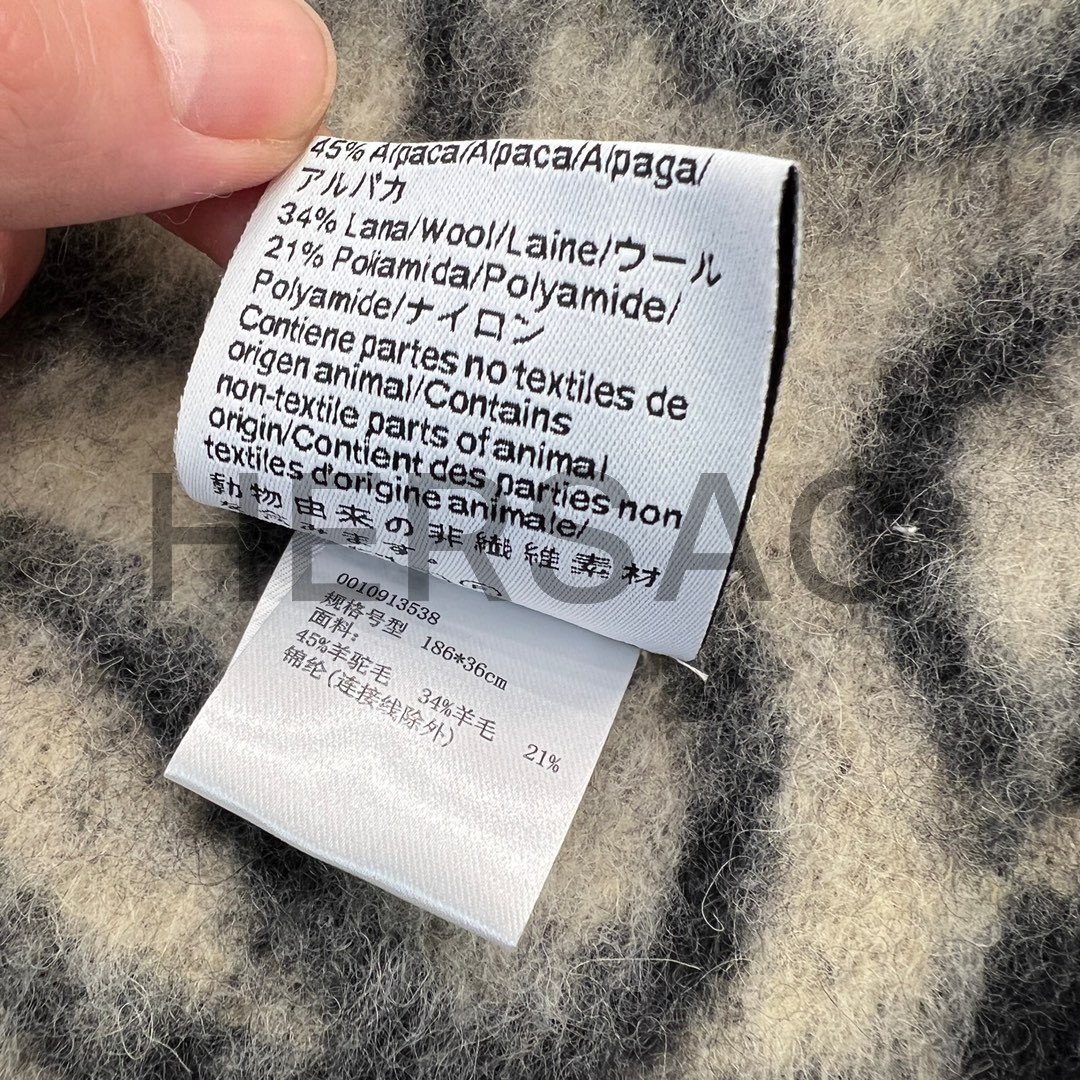 45% Alpaca/Alpaca/Alpaga/
アルパカ
34% Lana/Wool/Laine/ウール
21% Poliamida/Polyamide/
Polyamide/ナイロン
Contiene partes no textiles de
origen animal/Contains
non-textile parts of animal
origin/Contient des parties non
textiles d'origine animale/
動物由来の非繊維素材
HERSAC
0010913538
规格号型 186*36cm
面料：
45%羊驼毛 34%羊毛 21%
锦纶(连接线除外)